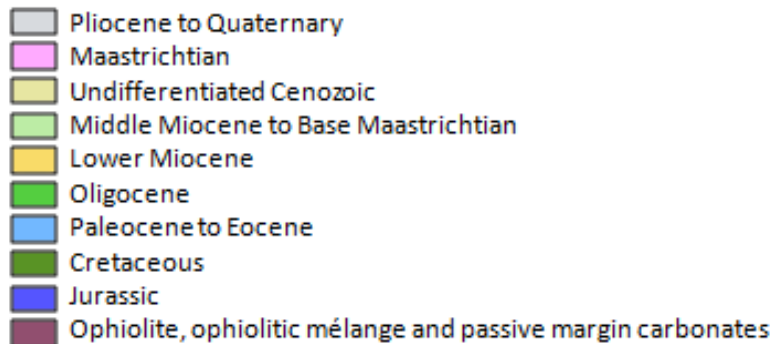 Pliocene to Quaternary
Maastrichtian
Undifferentiated Cenozoic
Middle Miocene to Base Maastrichtian
Lower Miocene
Oligocene
Paleocene to Eocene
Cretaceous
Jurassic
Ophiolite, ophiolitic mélange and passive margin carbonates